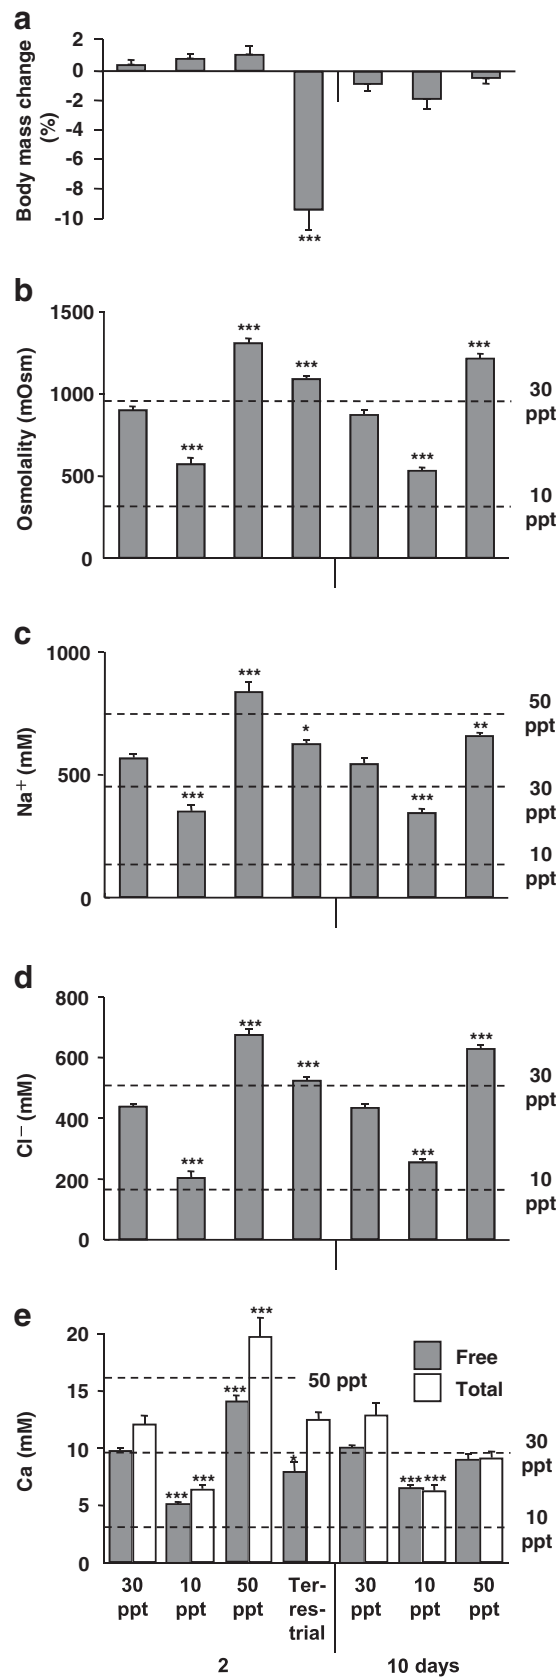 a
Body mass change
(%)
2
0
-2
-4
-6
-8
-10
***
b
Osmolality (mOsm)
1500
1000
500
0
***
***
***
***
***
30
ppt
10
ppt
c
Na⁺ (mM)
1000
500
0
***
***
*
***
**
50
ppt
30
ppt
10
ppt
d
Cl⁻ (mM)
800
600
400
200
0
***
***
***
***
***
30
ppt
10
ppt
e
Ca (mM)
20
15
10
5
0
***
***
***
***
*
***
***
50 ppt
Free
Total
30
ppt
10
ppt
30
ppt
10
ppt
50
ppt
Ter-
res-
trial
30
ppt
10
ppt
50
ppt
2
10 days